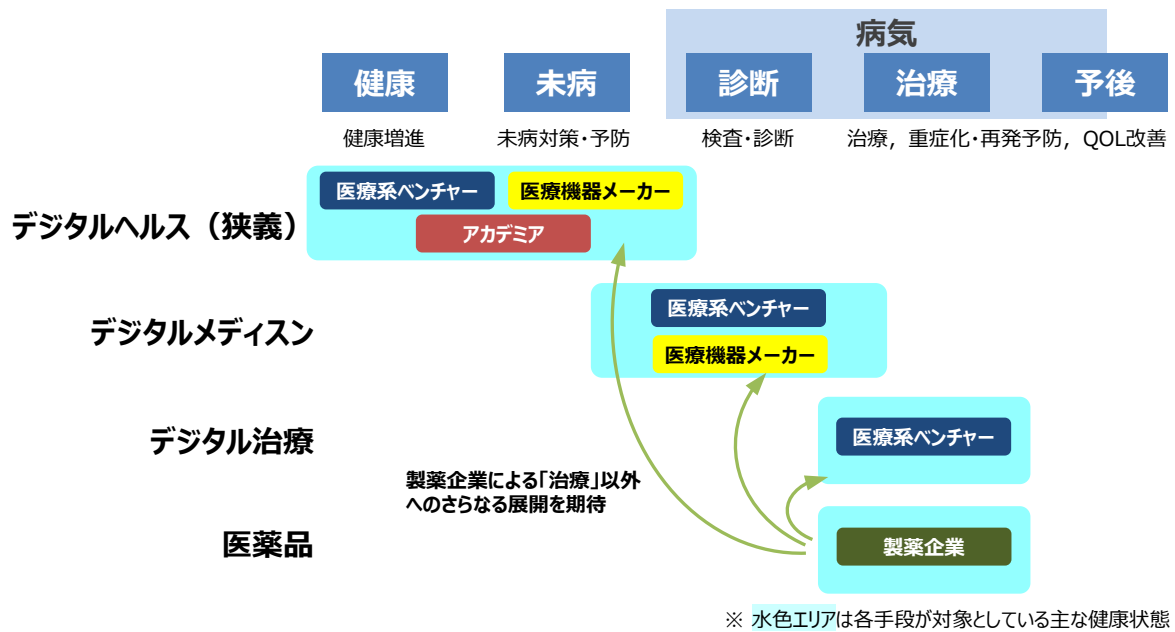 病気
健康 未病 診断 治療 予後
健康増進 未病対策・予防 検査・診断 治療，重症化・再発予防，QOL改善
医療系ベンチャー 医療機器メーカー
デジタルヘルス（狭義） アカデミア
医療系ベンチャー
デジタルメディスン
医療機器メーカー
デジタル治療 医療系ベンチャー
製薬企業による「治療」以外
へのさらなる展開を期待
医薬品 製薬企業
※ 水色エリアは各手段が対象としている主な健康状態